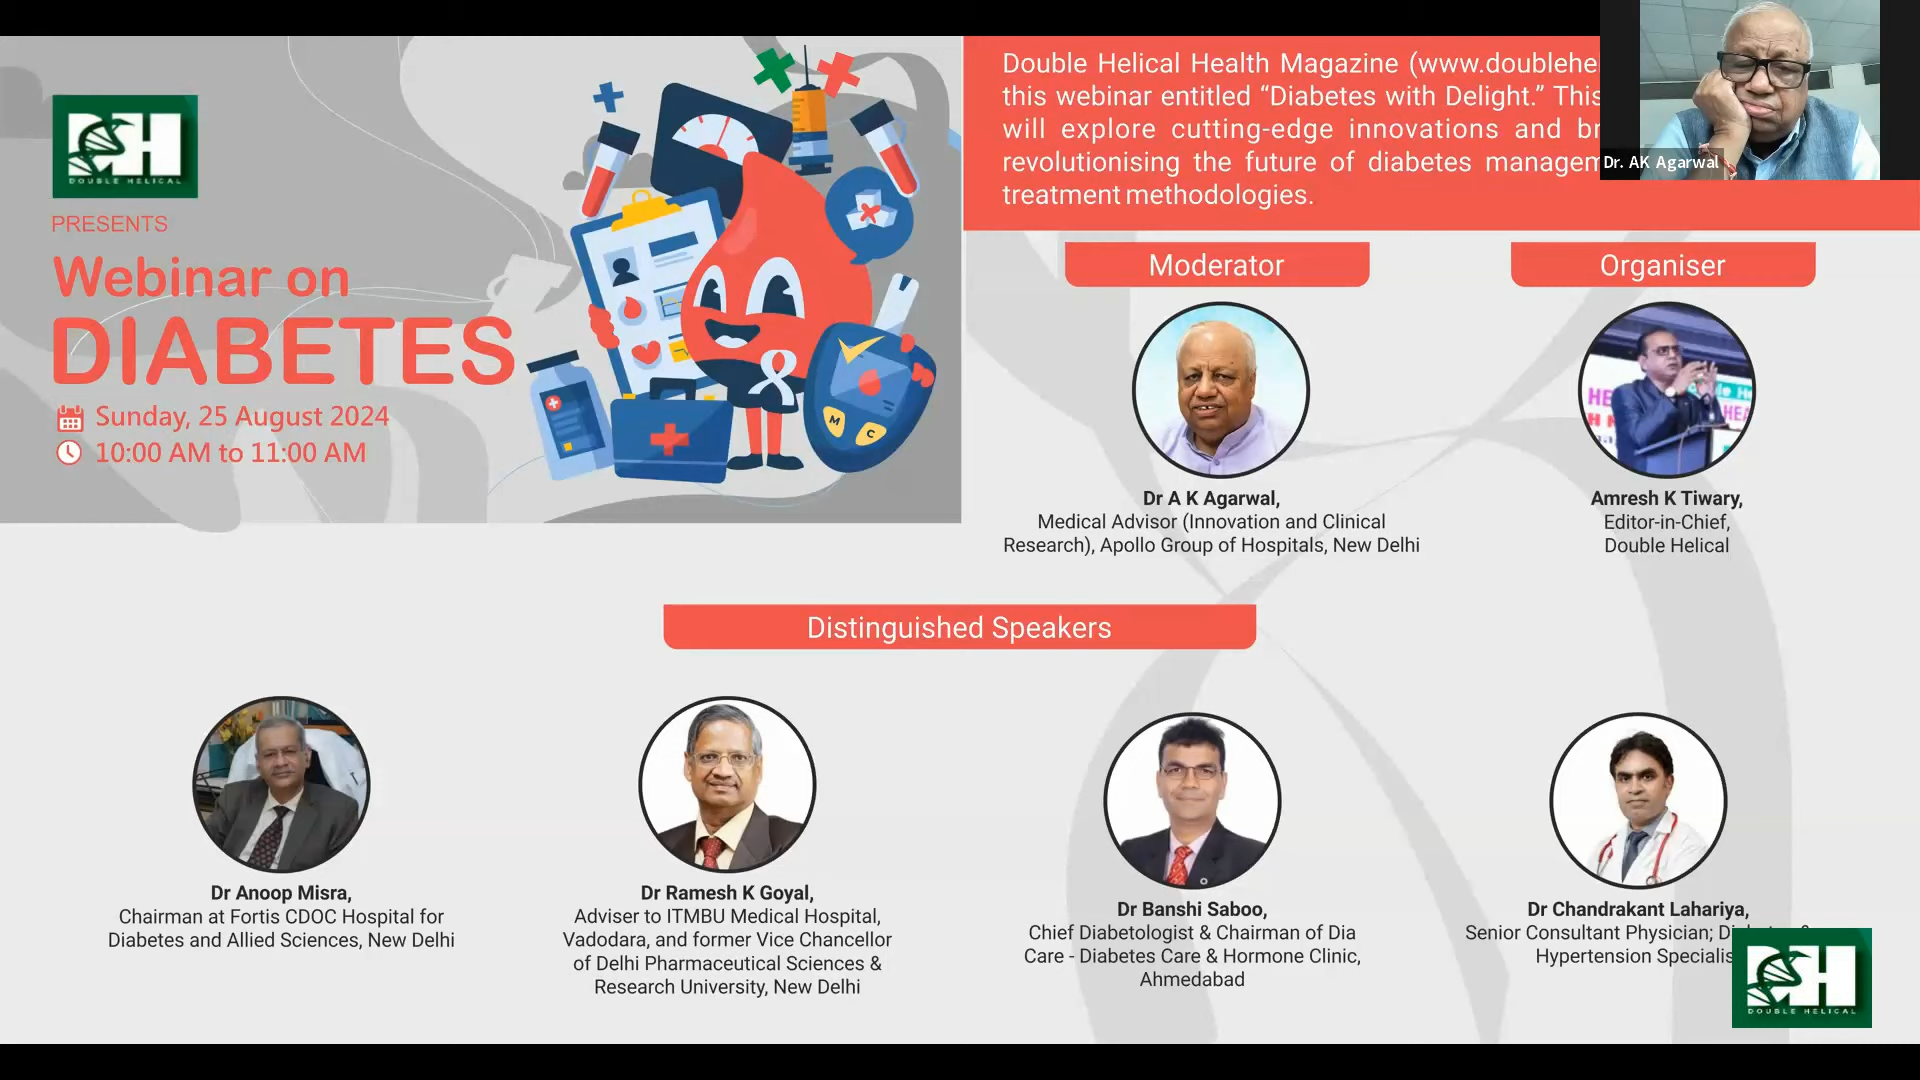 DOUBLE HELICAL
PRESENTS
Webinar on
DIABETES
Sunday, 25 August 2024
10:00 AM to 11:00 AM
M
C
Double Helical Health Magazine (www.doublehe
this webinar entitled “Diabetes with Delight.” This
will explore cutting-edge innovations and br
revolutionising the future of diabetes managem
treatment methodologies.
Dr. AK Agarwal
Moderator
Dr A K Agarwal,
Medical Advisor (Innovation and Clinical
Research), Apollo Group of Hospitals, New Delhi
Organiser
Amresh K Tiwary,
Editor-in-Chief,
Double Helical
Distinguished Speakers
Dr Anoop Misra,
Chairman at Fortis CDOC Hospital for
Diabetes and Allied Sciences, New Delhi
Dr Ramesh K Goyal,
Adviser to ITMBU Medical Hospital,
Vadodara, and former Vice Chancellor
of Delhi Pharmaceutical Sciences &
Research University, New Delhi
Dr Banshi Saboo,
Chief Diabetologist & Chairman of Dia
Care - Diabetes Care & Hormone Clinic,
Ahmedabad
Dr Chandrakant Lahariya,
Senior Consultant Physician;
Hypertension Specialis
DOUBLE HELICAL